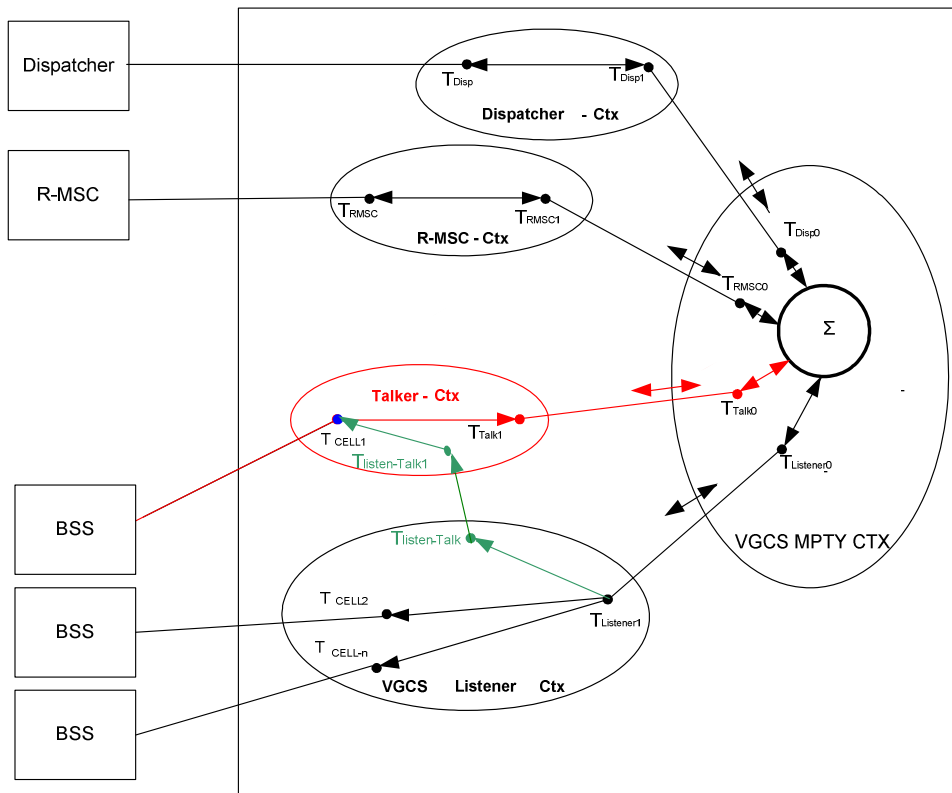 Dispatcher
TDisp
TDisp1
Dispatcher - Ctx
R-MSC
TRMSC
TRMSC1
R-MSC - Ctx
TDisp0
TRMSC0
Σ
Talker - Ctx
T CELL1
TTalk1
TTalk0
-
Tlisten-Talk1
TListener_0
BSS
Tlisten-Talk
VGCS MPTY CTX
T CELL2
BSS
TListener1
T CELL-n
VGCS Listener Ctx
BSS